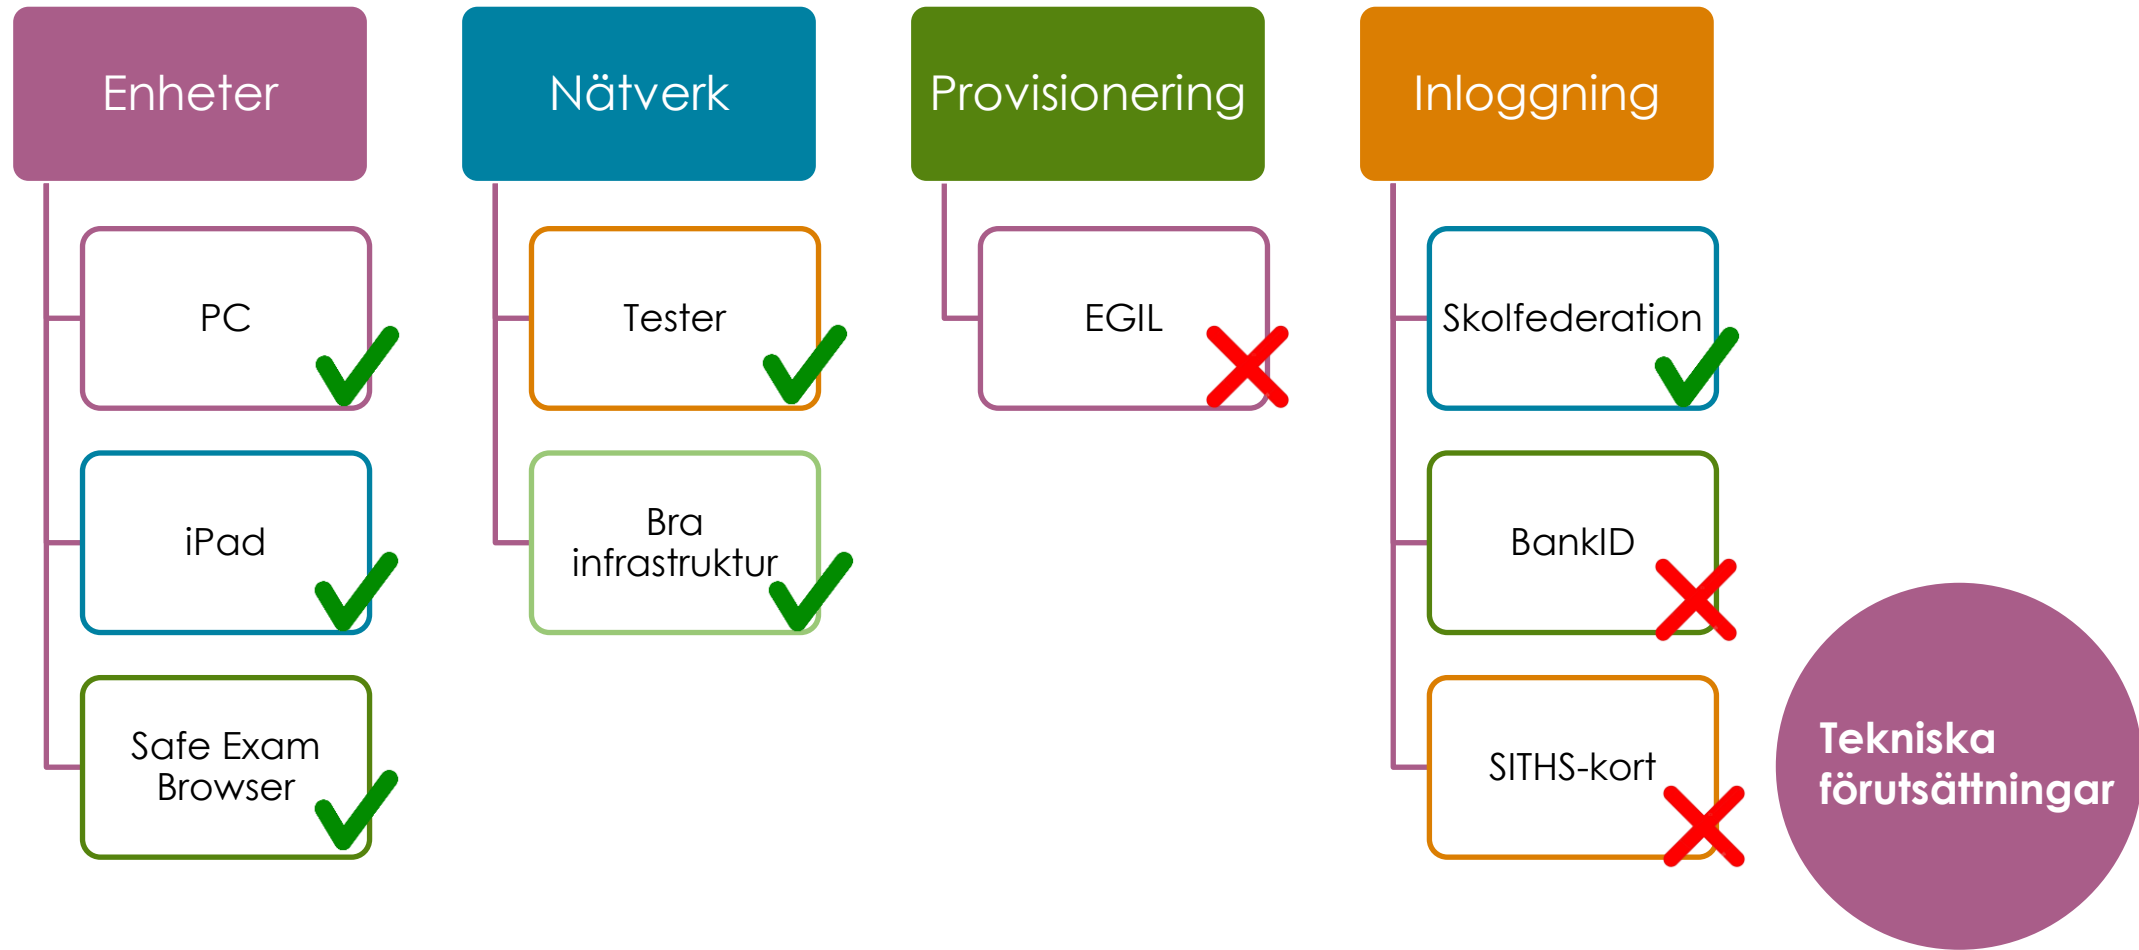 Enheter
Nätverk
Provisionering
Inloggning
PC
Tester
EGIL
Skolfederation
iPad
Bra
infrastruktur
BankID
Safe Exam
Browser
SITHS-kort
Tekniska
förutsättningar